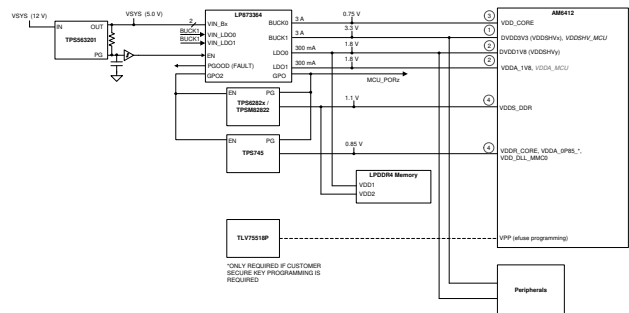 VSYS (12 V)
VSYS (5.0 V)
IN
OUT
TPS563201
PG
LP873364
2
VIN_Bx
BUCK1
VIN_LDO0
BUCK1
VIN_LDO1
EN
PGOOD (FAULT)
GPO2
BUCK0
3 A
0.75 V
BUCK1
3 A
3.3 V
LDO0
300 mA
1.8 V
LDO1
300 mA
1.8 V
GPO
MCU_PORz
AM6412
3
VDD_CORE
1
DVDD3V3 (VDDSHVx), VDDSHV_MCU
2
DVDD1V8 (VDDSHVy)
2
VDDA_1V8, VDDA_MCU
EN
PG
TPS6282x /
TPSM82822
1.1 V
4
VDDS_DDR
EN
PG
TPS745
0.85 V
4
VDDR_CORE, VDDA_0P85_*,
VDD_DLL_MMC0
LPDDR4 Memory
VDD1
VDD2
TLV75518P
VPP (efuse programming)
*ONLY REQUIRED IF CUSTOMER
SECURE KEY PROGRAMMING IS
REQUIRED
Peripherals